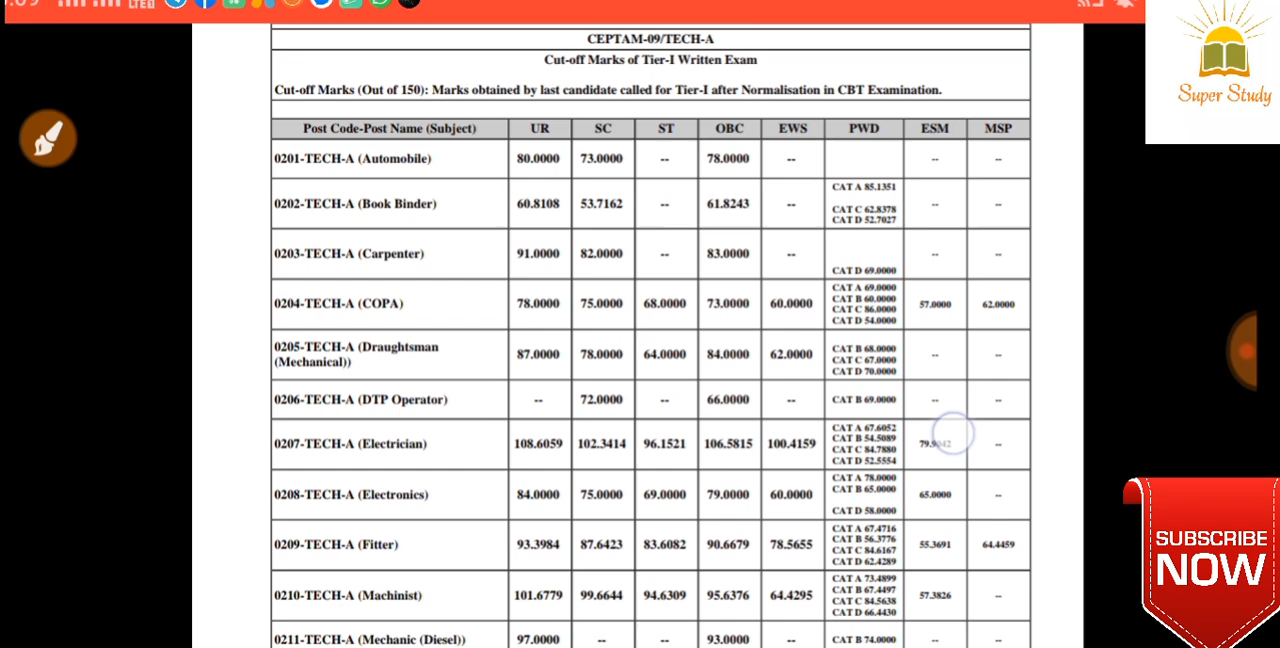 LTE
CEPTAM-09/TECH-A
Cut-off Marks of Tier-I Written Exam
Cut-off Marks (Out of 150): Marks obtained by last candidate called for Tier-I after Normalisation in CBT Examination.
Post Code-Post Name (Subject) UR SC ST OBC EWS PWD ESM MSP
0201-TECH-A (Automobile) 80.0000 73.0000 -- 78.0000 -- -- --
0202-TECH-A (Book Binder) 60.8108 53.7162 -- 61.8243 -- CAT A 85.1351 -- --
CAT C 62.8378
CAT D 52.7027
0203-TECH-A (Carpenter) 91.0000 82.0000 -- 83.0000 -- CAT D 69.0000 -- --
0204-TECH-A (COPA) 78.0000 75.0000 68.0000 73.0000 60.0000 CAT A 69.0000 57.0000 62.0000
CAT B 60.0000
CAT C 86.0000
CAT D 54.0000
0205-TECH-A (Draughtsman 87.0000 78.0000 64.0000 84.0000 62.0000 CAT B 68.0000 -- --
(Mechanical)) CAT C 67.0000
CAT D 70.0000
0206-TECH-A (DTP Operator) -- 72.0000 -- 66.0000 -- CAT B 69.0000 -- --
0207-TECH-A (Electrician) 108.6059 102.3414 96.1521 106.5815 100.4159 CAT A 67.6052 --
CAT B 54.5089
CAT C 84.7880
CAT D 52.5554
0208-TECH-A (Electronics) 84.0000 75.0000 69.0000 79.0000 60.0000 CAT A 78.0000 65.0000 --
CAT B 65.0000
CAT D 58.0000
0209-TECH-A (Fitter) 93.3984 87.6423 83.6082 90.6679 78.5655 CAT A 67.4716 55.3691 64.4459
CAT B 56.3776
CAT C 84.6167
CAT D 62.4289
0210-TECH-A (Machinist) 101.6779 99.6644 94.6309 95.6376 64.4295 CAT A 73.4899 57.3826 --
CAT B 67.4497
CAT C 84.5638
CAT D 66.4430
0211-TECH-A (Mechanic (Diesel)) 97.0000 -- -- 93.0000 -- CAT B 74.0000 -- --
Super Study
SUBSCRIBE
NOW